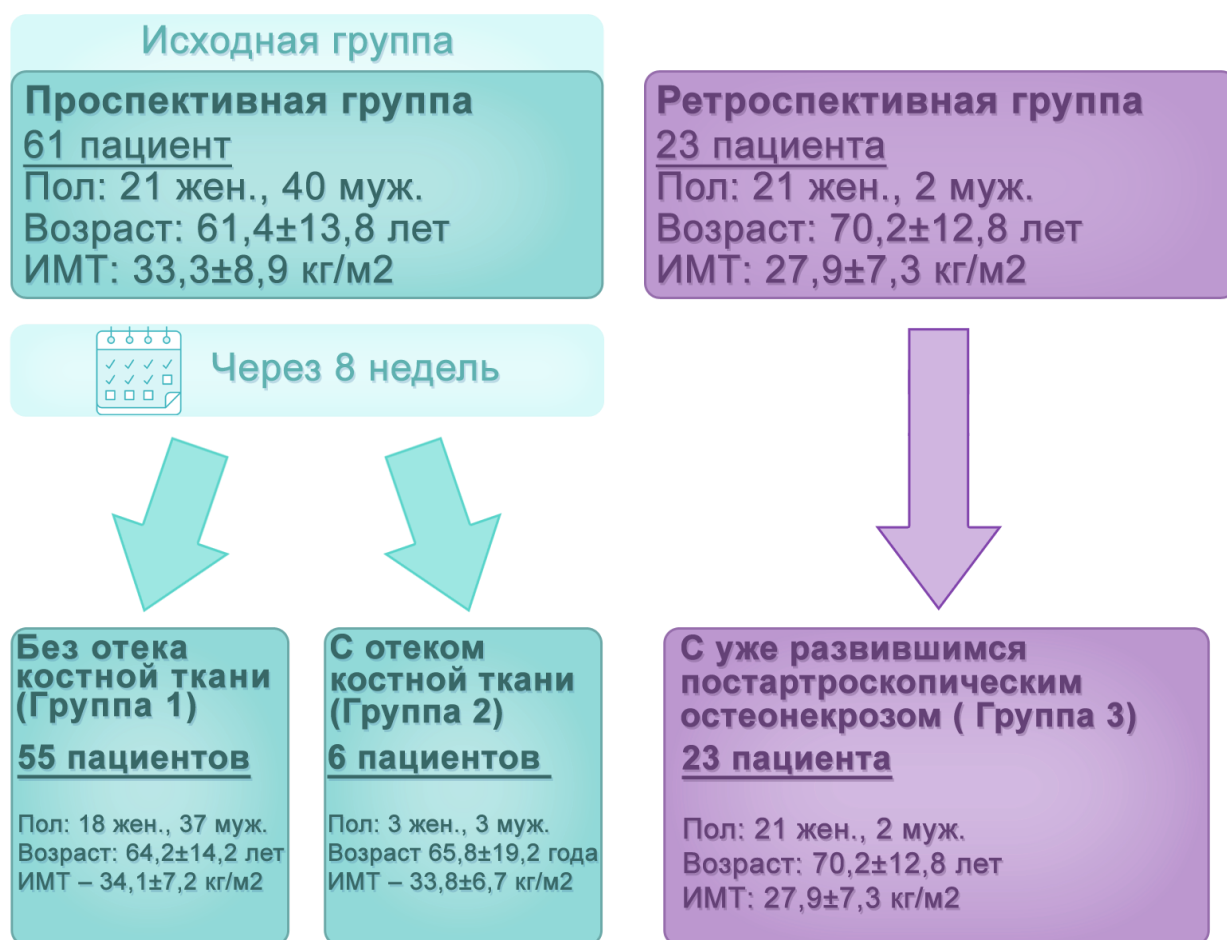 Исходная группа
Проспективная группа
61 пациент
Пол: 21 жен., 40 муж.
Возраст: 61,4±13,8 лет
ИМТ: 33,3±8,9 кг/м2
Ретроспективная группа
23 пациента
Пол: 21 жен., 2 муж.
Возраст: 70,2±12,8 лет
ИМТ: 27,9±7,3 кг/м2
Через 8 недель
Без отека
костной ткани
(Группа 1)
55 пациентов
Пол: 18 жен., 37 муж.
Возраст: 64,2±14,2 лет
ИМТ – 34,1±7,2 кг/м2
С отеком
костной ткани
(Группа 2)
6 пациентов
Пол: 3 жен., 3 муж.
Возраст 65,8±19,2 года
ИМТ – 33,8±6,7 кг/м2
С уже развившимся
постартроскопическим
остеонекрозом ( Группа 3)
23 пациента
Пол: 21 жен., 2 муж.
Возраст: 70,2±12,8 лет
ИМТ: 27,9±7,3 кг/м2